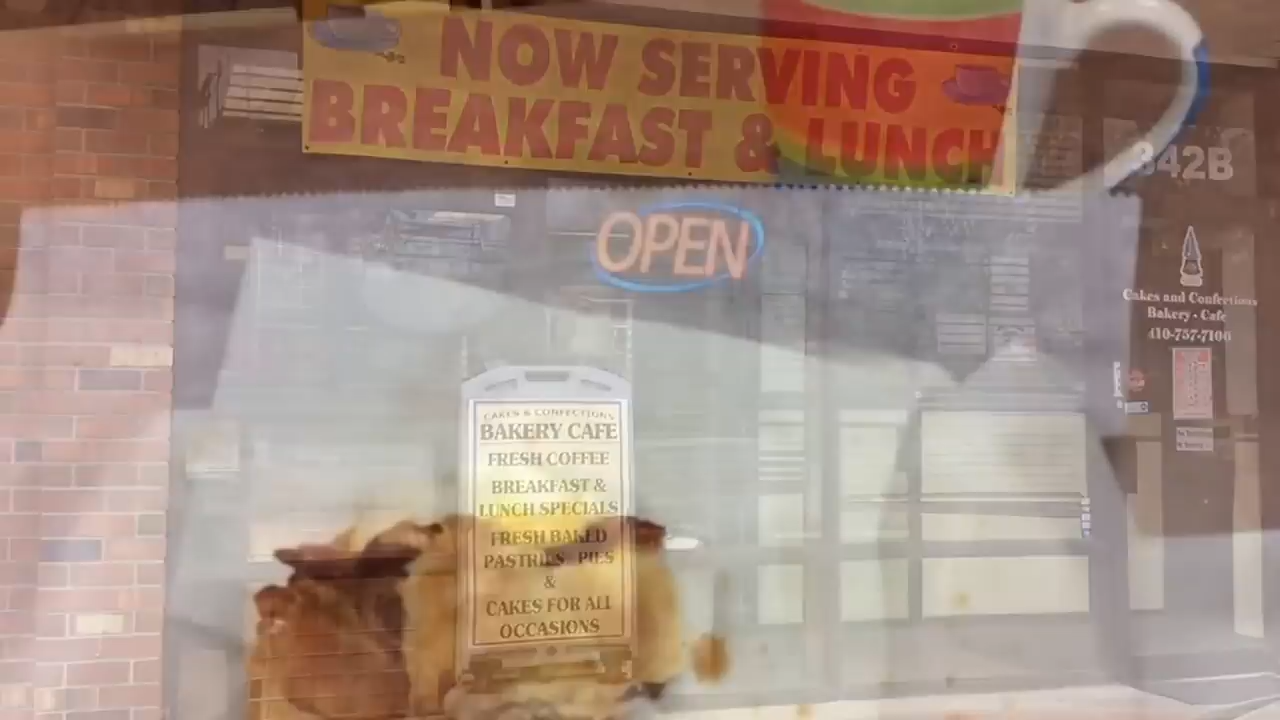 NOW SERVING
BREAKFAST & LUNCH
342B
OPEN
Cakes and Confections
Bakery - Cafe
410-757-7100
CAKES & CONFECTIONS
BAKERY CAFE
FRESH COFFEE
BREAKFAST &
LUNCH SPECIALS
FRESH BAKED
PASTRIES PIES
&
CAKES FOR ALL
OCCASIONS